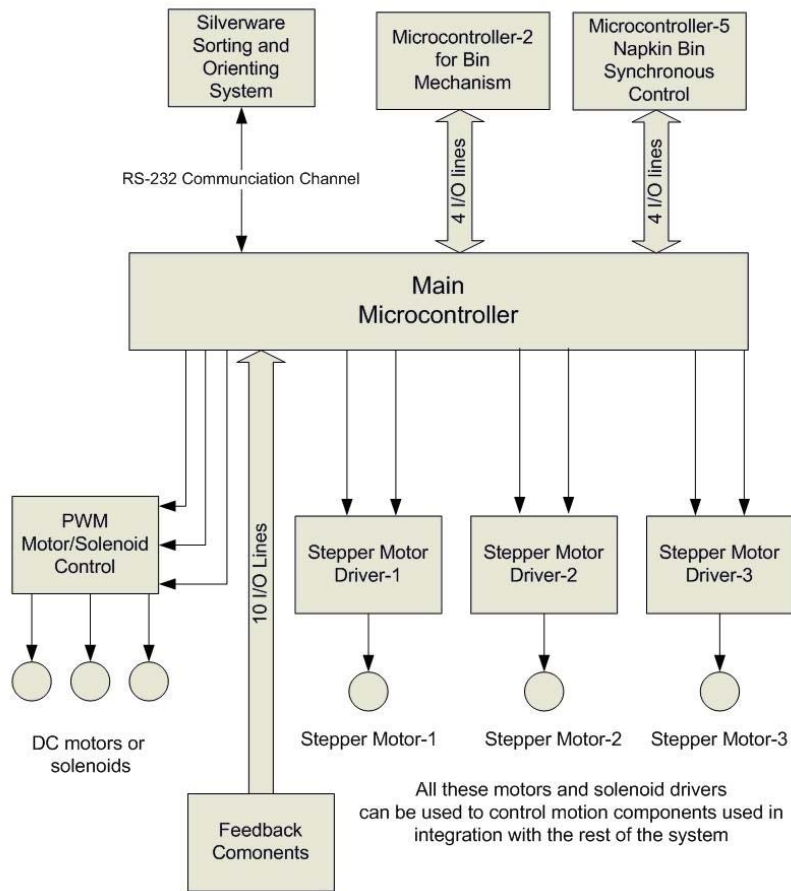 Silverware
Sorting and
Orienting
System
Microcontroller-2
for Bin
Mechanism
Microcontroller-5
Napkin Bin
Synchronous
Control
RS-232 Communciation Channel
4 I/O lines
4 I/O lines
Main
Microcontroller
PWM
Motor/Solenoid
Control
10 I/O Lines
Stepper Motor
Driver-1
Stepper Motor
Driver-2
Stepper Motor
Driver-3
DC motors or
solenoids
Stepper Motor-1
Stepper Motor-2
Stepper Motor-3
All these motors and solenoid drivers
can be used to control motion components used in
integration with the rest of the system
Feedback
Comonents